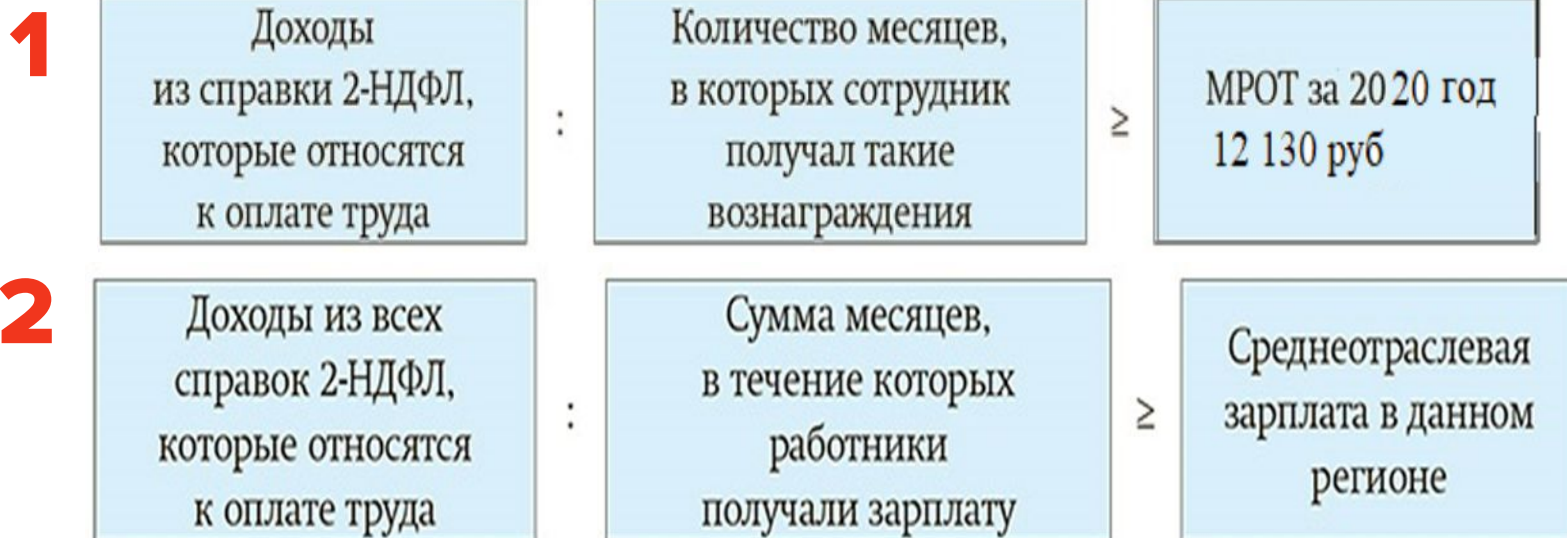 1
Доходы
из справки 2-НДФЛ,
которые относятся
к оплате труда
:
Количество месяцев,
в которых сотрудник
получал такие
вознаграждения
≥
МРОТ за 2020 год
12 130 руб
2
Доходы из всех
справок 2-НДФЛ,
которые относятся
к оплате труда
:
Сумма месяцев,
в течение которых
работники
получали зарплату
≥
Среднеотраслевая
зарплата в данном
регионе